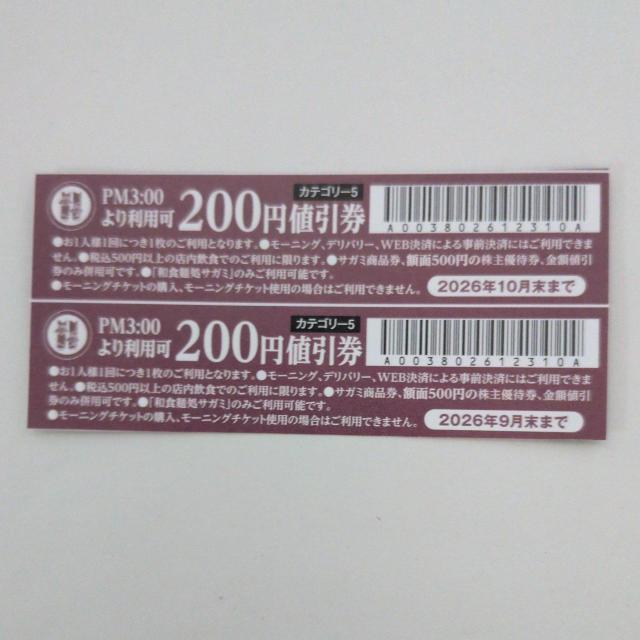 PM3:00
より利用可
200円値引券
カテゴリー5
A003802612310A
●お1人様1回につき1枚のご利用となります。●モーニング、デリバリー、WEB決済による事前決済にはご利用できま
せん。●税込500円以上の店内飲食でのご利用に限ります。●サガミ商品券、額面500円の株主優待券、金額値引
券のみ併用可です。●「和食麺処サガミ」のみご利用可能です。
●モーニングチケットの購入、モーニングチケット使用の場合はご利用できません。
2026年10月末まで
PM3:00
より利用可
200円値引券
カテゴリー5
A003802612310A
●お1人様1回につき1枚のご利用となります。●モーニング、デリバリー、WEB決済による事前決済にはご利用できま
せん。●税込500円以上の店内飲食でのご利用に限ります。●サガミ商品券、額面500円の株主優待券、金額値引
券のみ併用可です。●「和食麺処サガミ」のみご利用可能です。
●モーニングチケットの購入、モーニングチケット使用の場合はご利用できません。
2026年9月末まで